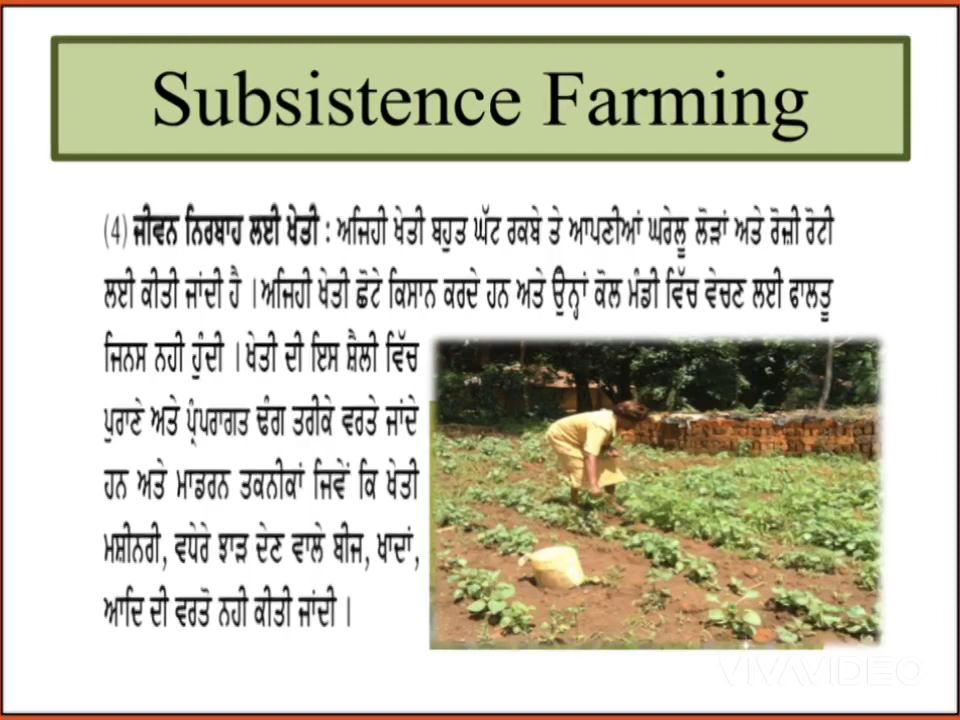 Subsistence Farming
(4) ਜੀਵਨ ਨਿਰਬਾਹ ਲਈ ਖੇਤੀ : ਅਜਿਹੀ ਖੇਤੀ ਬਹੁਤ ਘੱਟ ਰਕਬੇ ਤੇ ਆਪਣੀਆਂ ਘਰੇਲੂ ਲੋੜਾਂ ਅਤੇ ਰੋਜ਼ੀ ਰੋਟੀ
ਲਈ ਕੀਤੀ ਜਾਂਦੀ ਹੈ । ਅਜਿਹੀ ਖੇਤੀ ਛੋਟੇ ਕਿਸਾਨ ਕਰਦੇ ਹਨ ਅਤੇ ਉਨ੍ਹਾਂ ਕੋਲ ਮੰਡੀ ਵਿੱਚ ਵੇਚਣ ਲਈ ਫਾਲਤੂ
ਜਿਨਸ ਨਹੀ ਹੁੰਦੀ । ਖੇਤੀ ਦੀ ਇਸ ਸ਼ੈਲੀ ਵਿੱਚ
ਪੁਰਾਣੇ ਅਤੇ ਪ੍ਰੰਪਰਾਗਤ ਢੰਗ ਤਰੀਕੇ ਵਰਤੇ ਜਾਂਦੇ
ਹਨ ਅਤੇ ਮਾਡਰਨ ਤਕਨੀਕਾਂ ਜਿਵੇਂ ਕਿ ਖੇਤੀ
ਮਸ਼ੀਨਰੀ, ਵਧੇਰੇ ਝਾੜ ਦੇਣ ਵਾਲੇ ਬੀਜ, ਖਾਦਾਂ,
ਆਦਿ ਦੀ ਵਰਤੋ ਨਹੀ ਕੀਤੀ ਜਾਂਦੀ ।
VIVAVIDEO